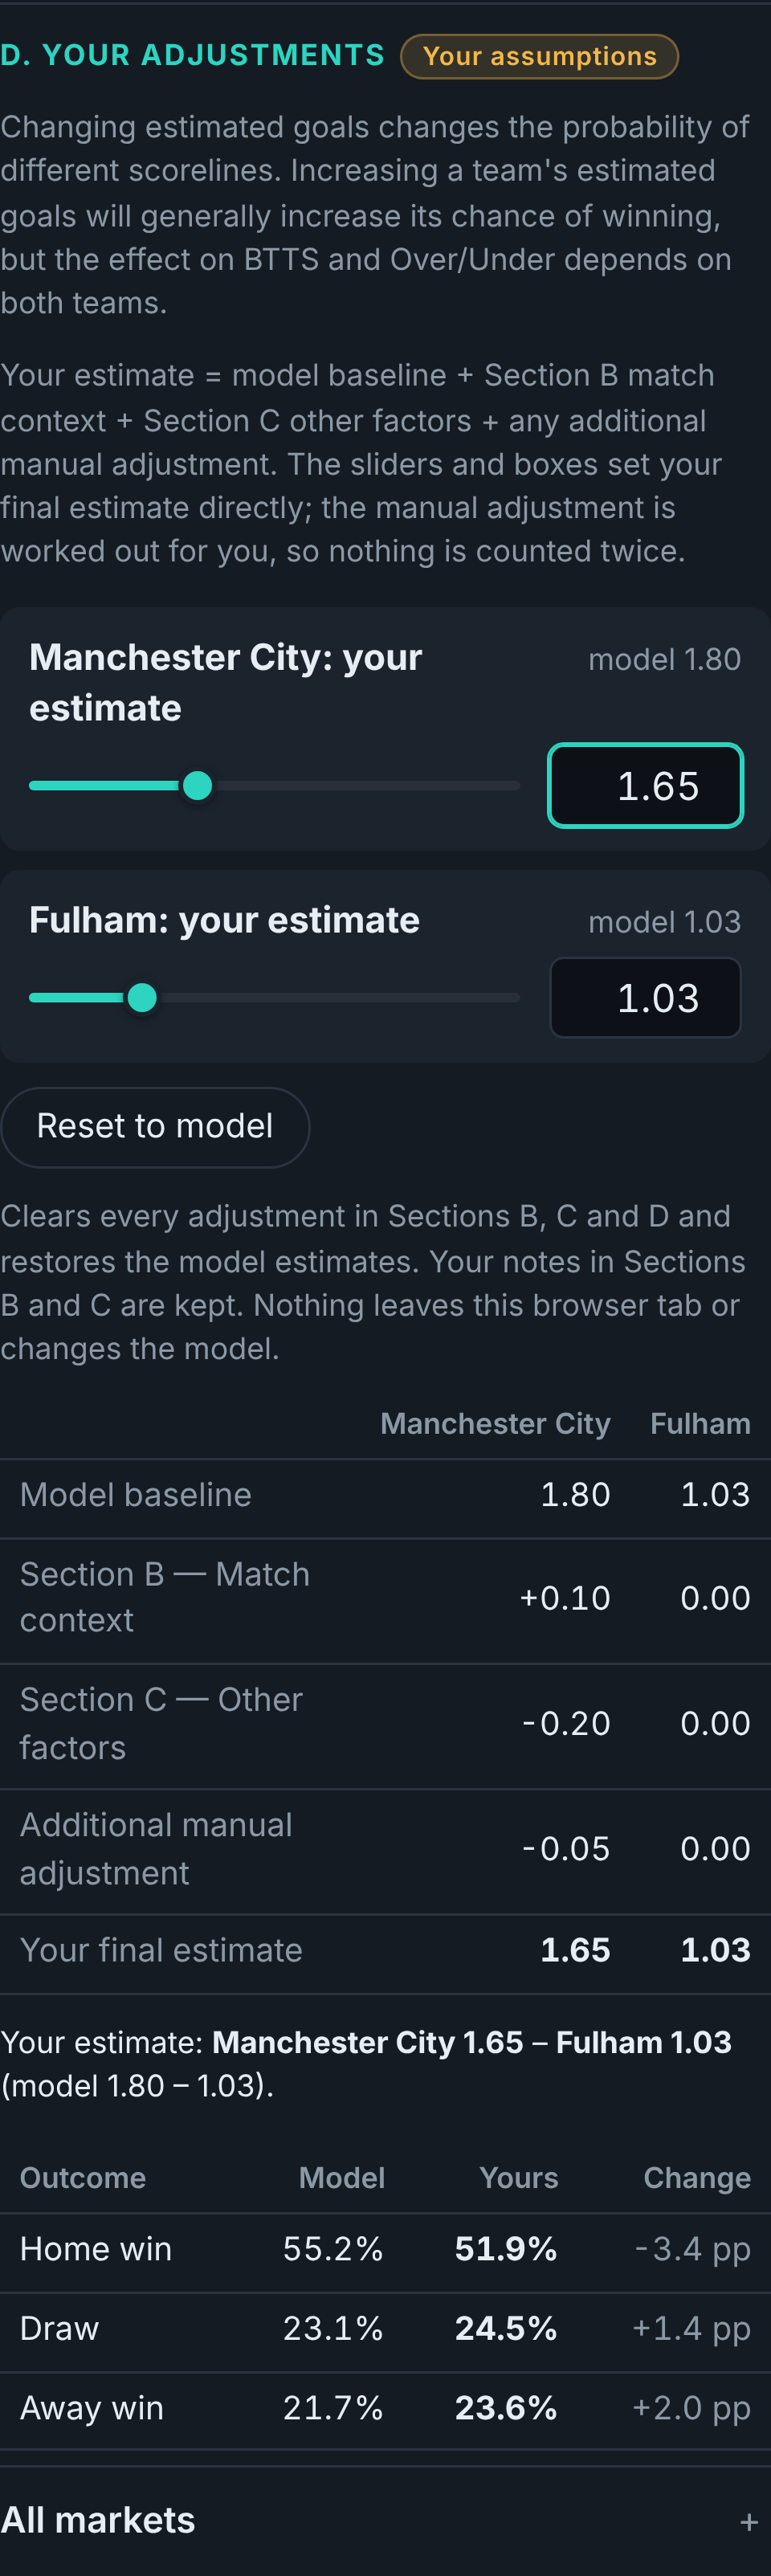 D. YOUR ADJUSTMENTS Your assumptions
Changing estimated goals changes the probability of
different scorelines. Increasing a team's estimated
goals will generally increase its chance of winning,
but the effect on BTTS and Over/Under depends on
both teams.
Your estimate = model baseline + Section B match
context + Section C other factors + any additional
manual adjustment. The sliders and boxes set your
final estimate directly; the manual adjustment is
worked out for you, so nothing is counted twice.
Manchester City: your model 1.80
estimate
1.65
Fulham: your estimate model 1.03
1.03
Reset to model
Clears every adjustment in Sections B, C and D and
restores the model estimates. Your notes in Sections
B and C are kept. Nothing leaves this browser tab or
changes the model.
Manchester City Fulham
Model baseline 1.80 1.03
Section B — Match
context +0.10 0.00
Section C — Other
factors -0.20 0.00
Additional manual
adjustment -0.05 0.00
Your final estimate 1.65 1.03
Your estimate: Manchester City 1.65 – Fulham 1.03
(model 1.80 – 1.03).
Outcome Model Yours Change
Home win 55.2% 51.9% -3.4 pp
Draw 23.1% 24.5% +1.4 pp
Away win 21.7% 23.6% +2.0 pp
All markets +